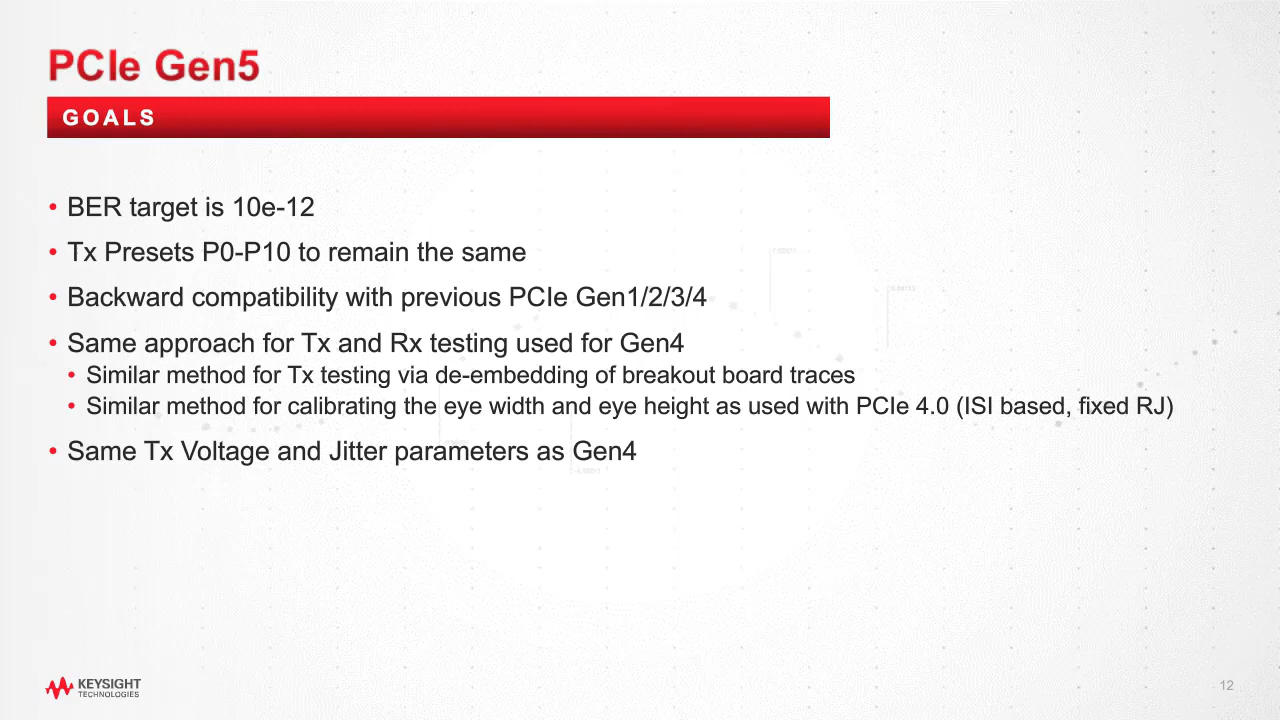 PCIe Gen5
GOALS
• BER target is 10e-12
• Tx Presets P0-P10 to remain the same
• Backward compatibility with previous PCIe Gen1/2/3/4
• Same approach for Tx and Rx testing used for Gen4
• Similar method for Tx testing via de-embedding of breakout board traces
• Similar method for calibrating the eye width and eye height as used with PCIe 4.0 (ISI based, fixed RJ)
• Same Tx Voltage and Jitter parameters as Gen4
KEYSIGHT
TECHNOLOGIES
12